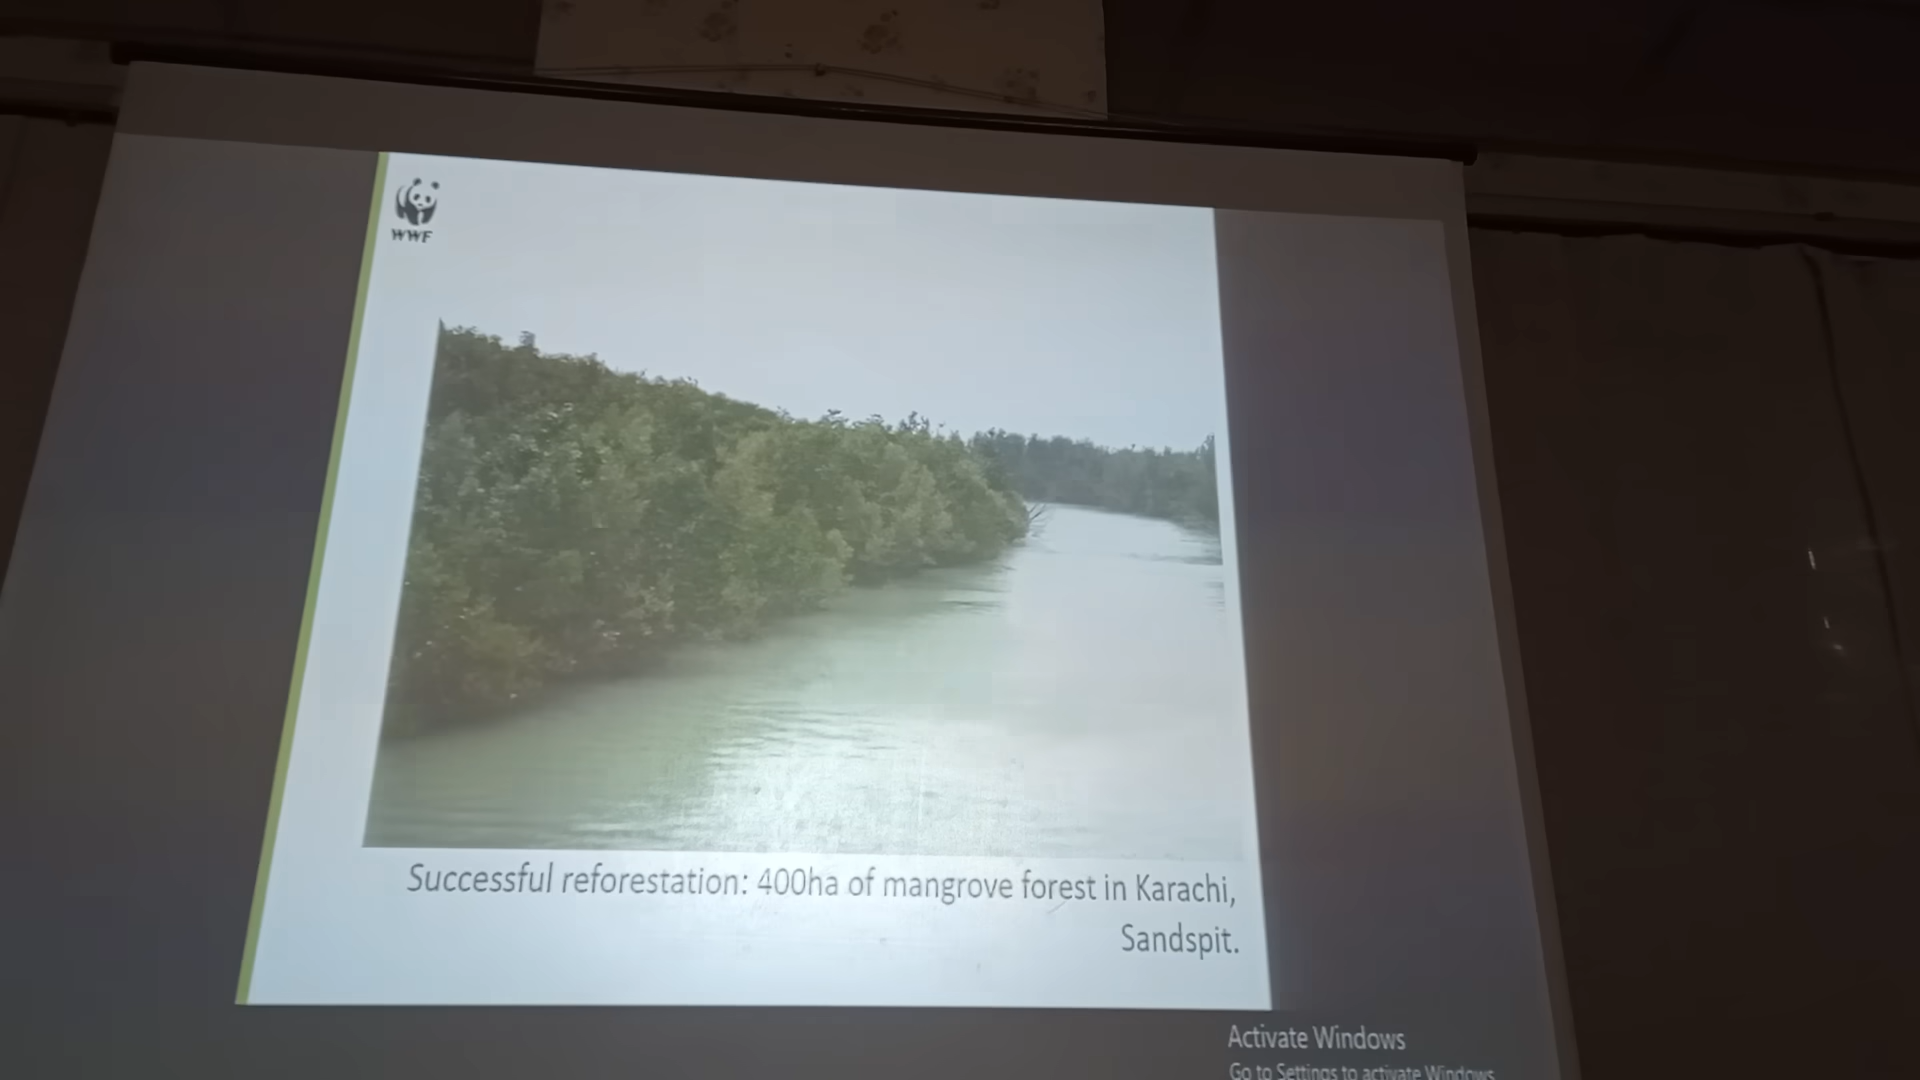 WWF
Successful reforestation: 400ha of mangrove forest in Karachi,
Sandspit.
Activate Windows
Go to Settings to activate Windows